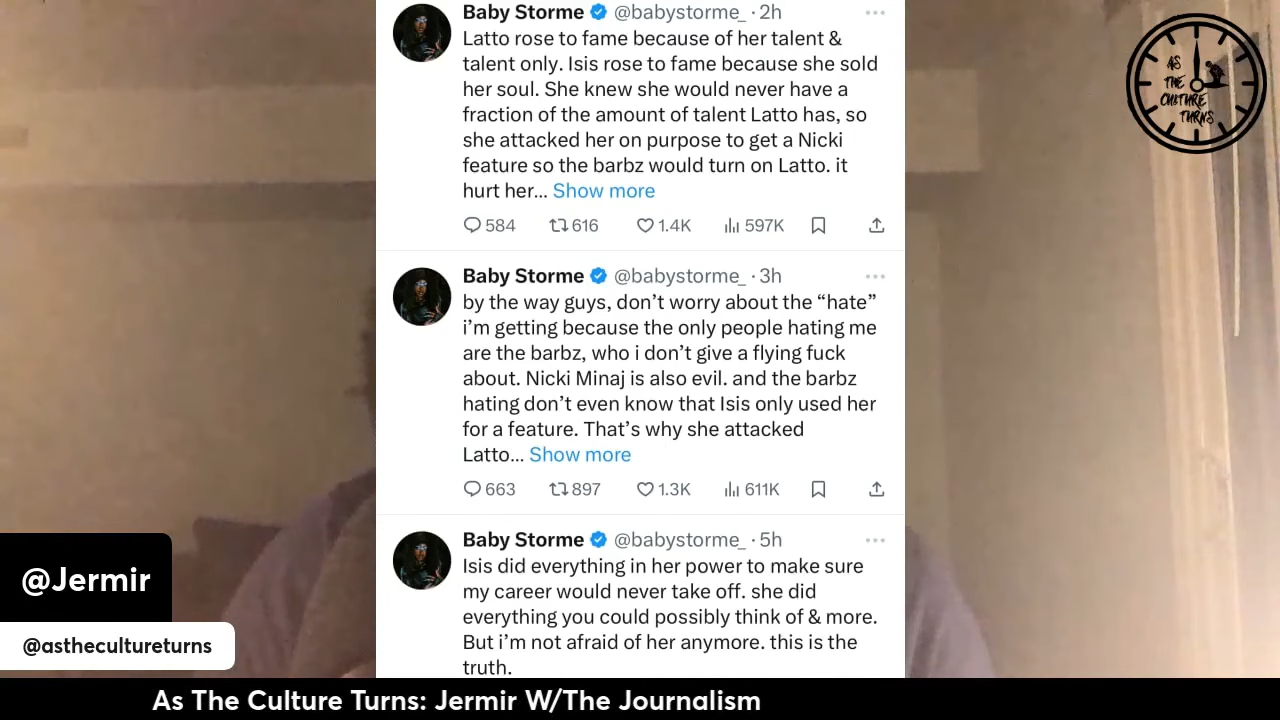 Baby Storme @babystorme_ · 2h
Latto rose to fame because of her talent &
talent only. Isis rose to fame because she sold
her soul. She knew she would never have a
fraction of the amount of talent Latto has, so
she attacked her on purpose to get a Nicki
feature so the barbz would turn on Latto. it
hurt her... Show more
584 616 1.4K 597K
Baby Storme @babystorme_ · 3h
by the way guys, don’t worry about the “hate”
i’m getting because the only people hating me
are the barbz, who i don’t give a flying fuck
about. Nicki Minaj is also evil. and the barbz
hating don’t even know that Isis only used her
for a feature. That’s why she attacked
Latto... Show more
663 897 1.3K 611K
Baby Storme @babystorme_ · 5h
Isis did everything in her power to make sure
my career would never take off. she did
everything you could possibly think of & more.
But i’m not afraid of her anymore. this is the
truth.
AS
THE
CULTURE
TURNS
@Jermir
@asthecultureturns
As The Culture Turns: Jermir W/The Journalism